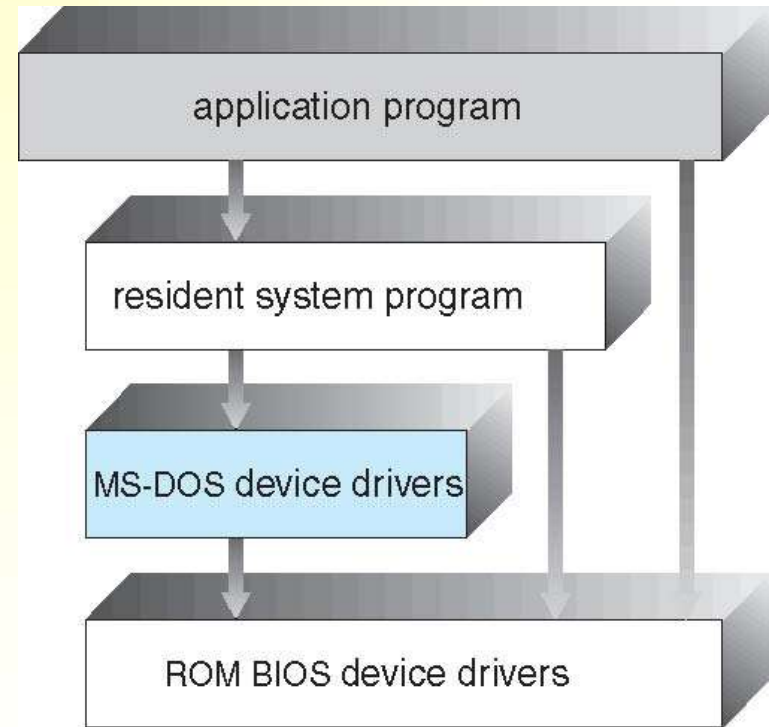 application program
resident system program
MS-DOS device drivers
ROM BIOS device drivers